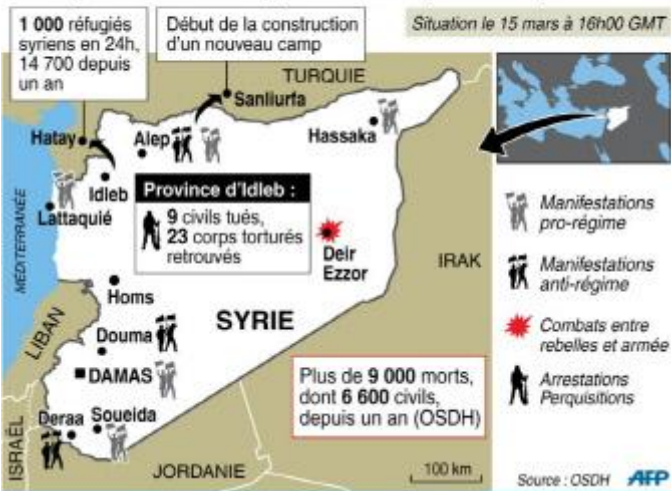 1 000 réfugiés
syriens en 24h,
14 700 depuis
un an
Début de la construction
d'un nouveau camp
Situation le 15 mars à 16h00 GMT
TURQUIE
Sanliurfa
Hatay
Alep
Hassaka
Idleb
Lattaquié
MÉDITERRANÉE
Province d'Idleb :
9 civils tués,
23 corps torturés
retrouvés
Deir
Ezzor
IRAK
Homs
LIBAN
SYRIE
Douma
DAMAS
Deraa
Soueida
ISRAËL
JORDANIE
Plus de 9 000 morts,
dont 6 600 civils,
depuis un an (OSDH)
100 km
Manifestations
pro-régime
Manifestations
anti-régime
Combats entre
rebelles et armée
Arrestations
Perquisitions
Source : OSDH AFP